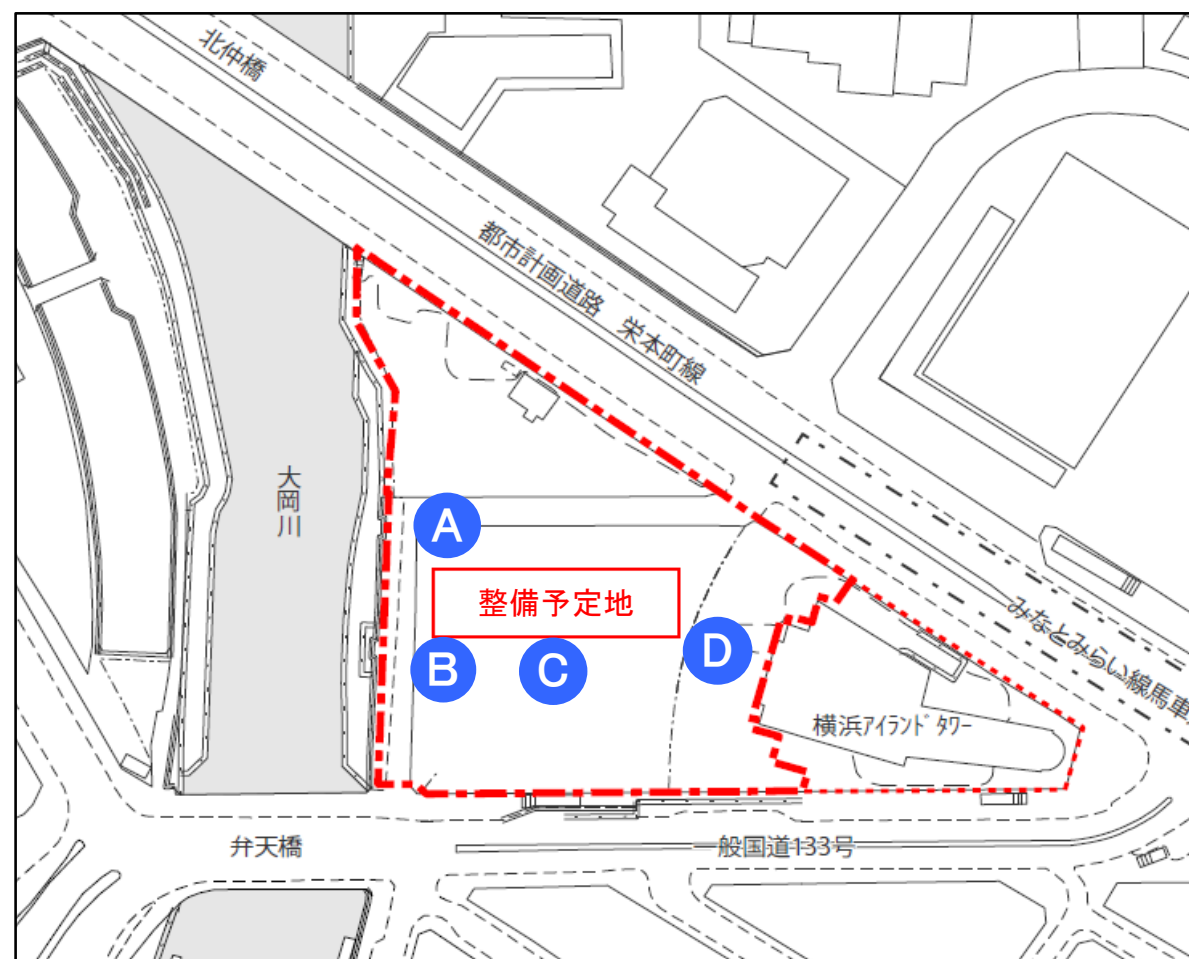 北仲橋
都市計画道路 栄本町線
大岡川
A
整備予定地
B
C
D
みなとみらい線馬車
横浜アイランドタワー
弁天橋
一般国道133号